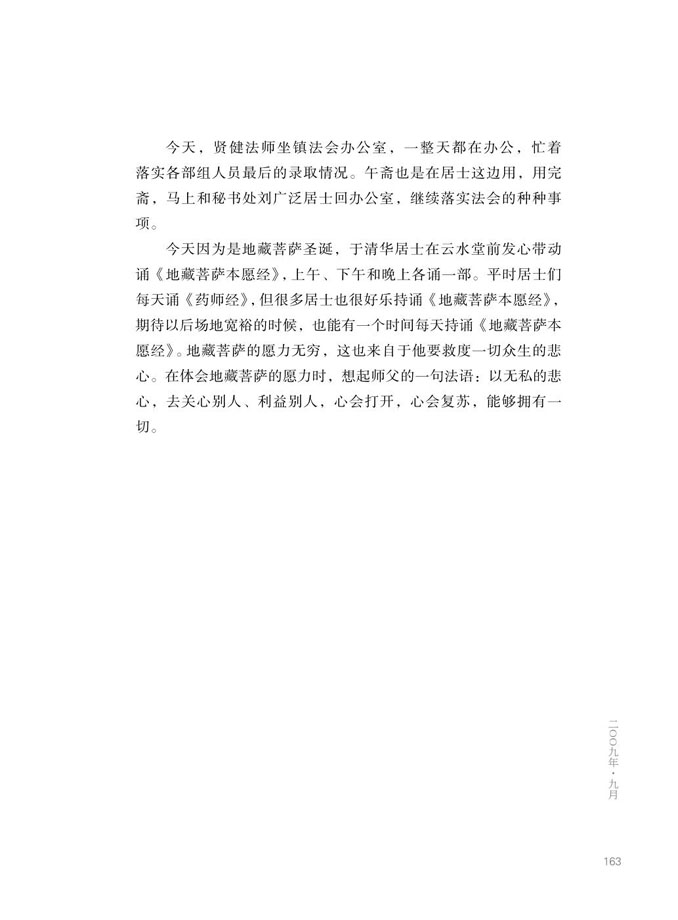 今天，贤健法师坐镇法会办公室，一整天都在办公，忙着
落实各部组人员最后的录取情况。午斋也是在居士这边用，用完
斋，马上和秘书处刘广泛居士回办公室，继续落实法会的种种事
项。
今天因为是地藏菩萨圣诞，于清华居士在云水堂前发心带动
诵《地藏菩萨本愿经》，上午、下午和晚上各诵一部。平时居士们
每天诵《药师经》，但很多居士也很好乐持诵《地藏菩萨本愿经》，
期待以后场地宽裕的时候，也能有一个时间每天持诵《地藏菩萨本
愿经》。地藏菩萨的愿力无穷，这也来自于他要救度一切众生的悲
心。在体会地藏菩萨的愿力时，想起师父的一句法语：以无私的悲
心，去关心别人、利益别人，心会打开，心会复苏，能够拥有一
切。
二〇〇九年·九月
163